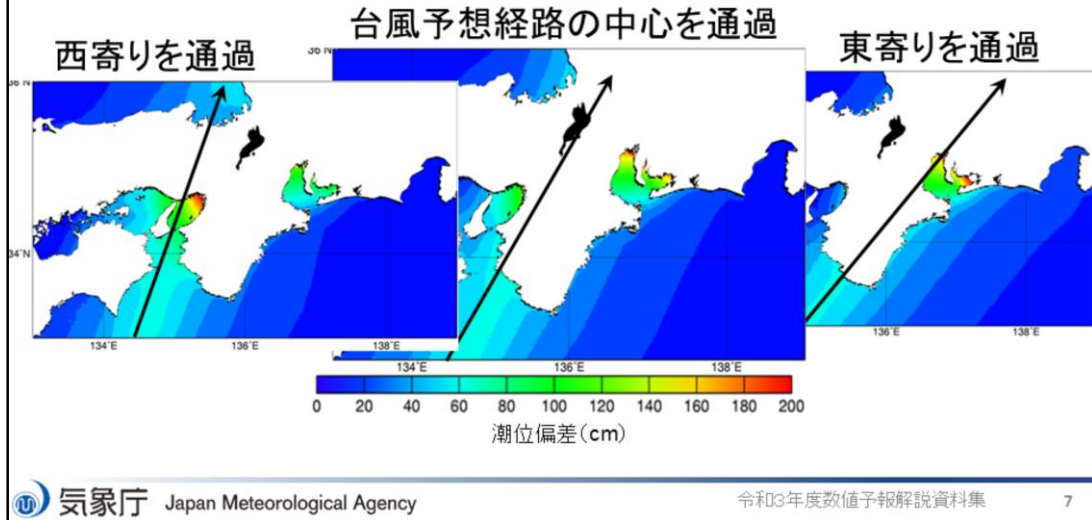 台風予想経路の中心を通過
西寄りを通過
東寄りを通過
36°N
34°N
134°E
136°E
138°E
134°E
136°E
138°E
136°E
138°E
0 20 40 60 80 100 120 140 160 180 200
潮位偏差(cm)
気象庁 Japan Meteorological Agency
令和3年度数値予報解説資料集
7